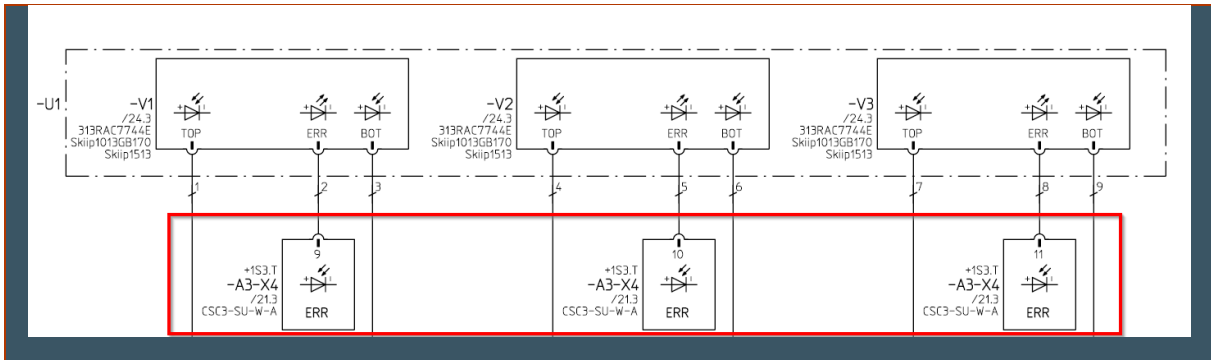 -U1
-V1
/24.3
313RAC7744E
Skiip1013GB170
Skiip1513
+ -
TOP
+ -
ERR
+ -
BOT
-V2
/24.3
313RAC7744E
Skiip1013GB170
Skiip1513
+ -
TOP
+ -
ERR
+ -
BOT
-V3
/24.3
313RAC7744E
Skiip1013GB170
Skiip1513
+ -
TOP
+ -
ERR
+ -
BOT
1 2 3 4 5 6 7 8 9
9
+1S3.T
-A3-X4
/21.3
CSC3-SU-W-A
+ -
ERR
10
+1S3.T
-A3-X4
/21.3
CSC3-SU-W-A
+ -
ERR
11
+1S3.T
-A3-X4
/21.3
CSC3-SU-W-A
+ -
ERR